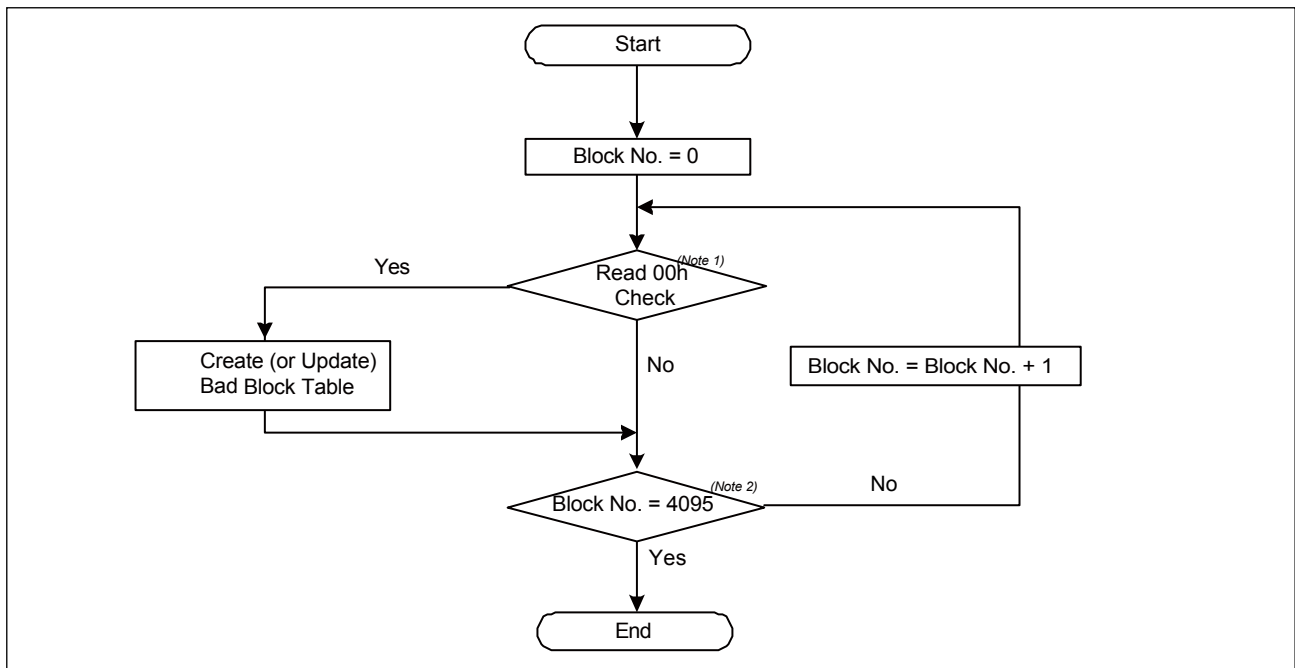 Start
Block No. = 0
(Note 1)
Yes
Read 00h
Check
Create (or Update)
Bad Block Table
No
Block No. = Block No. + 1
(Note 2)
Block No. = 4095
No
Yes
End